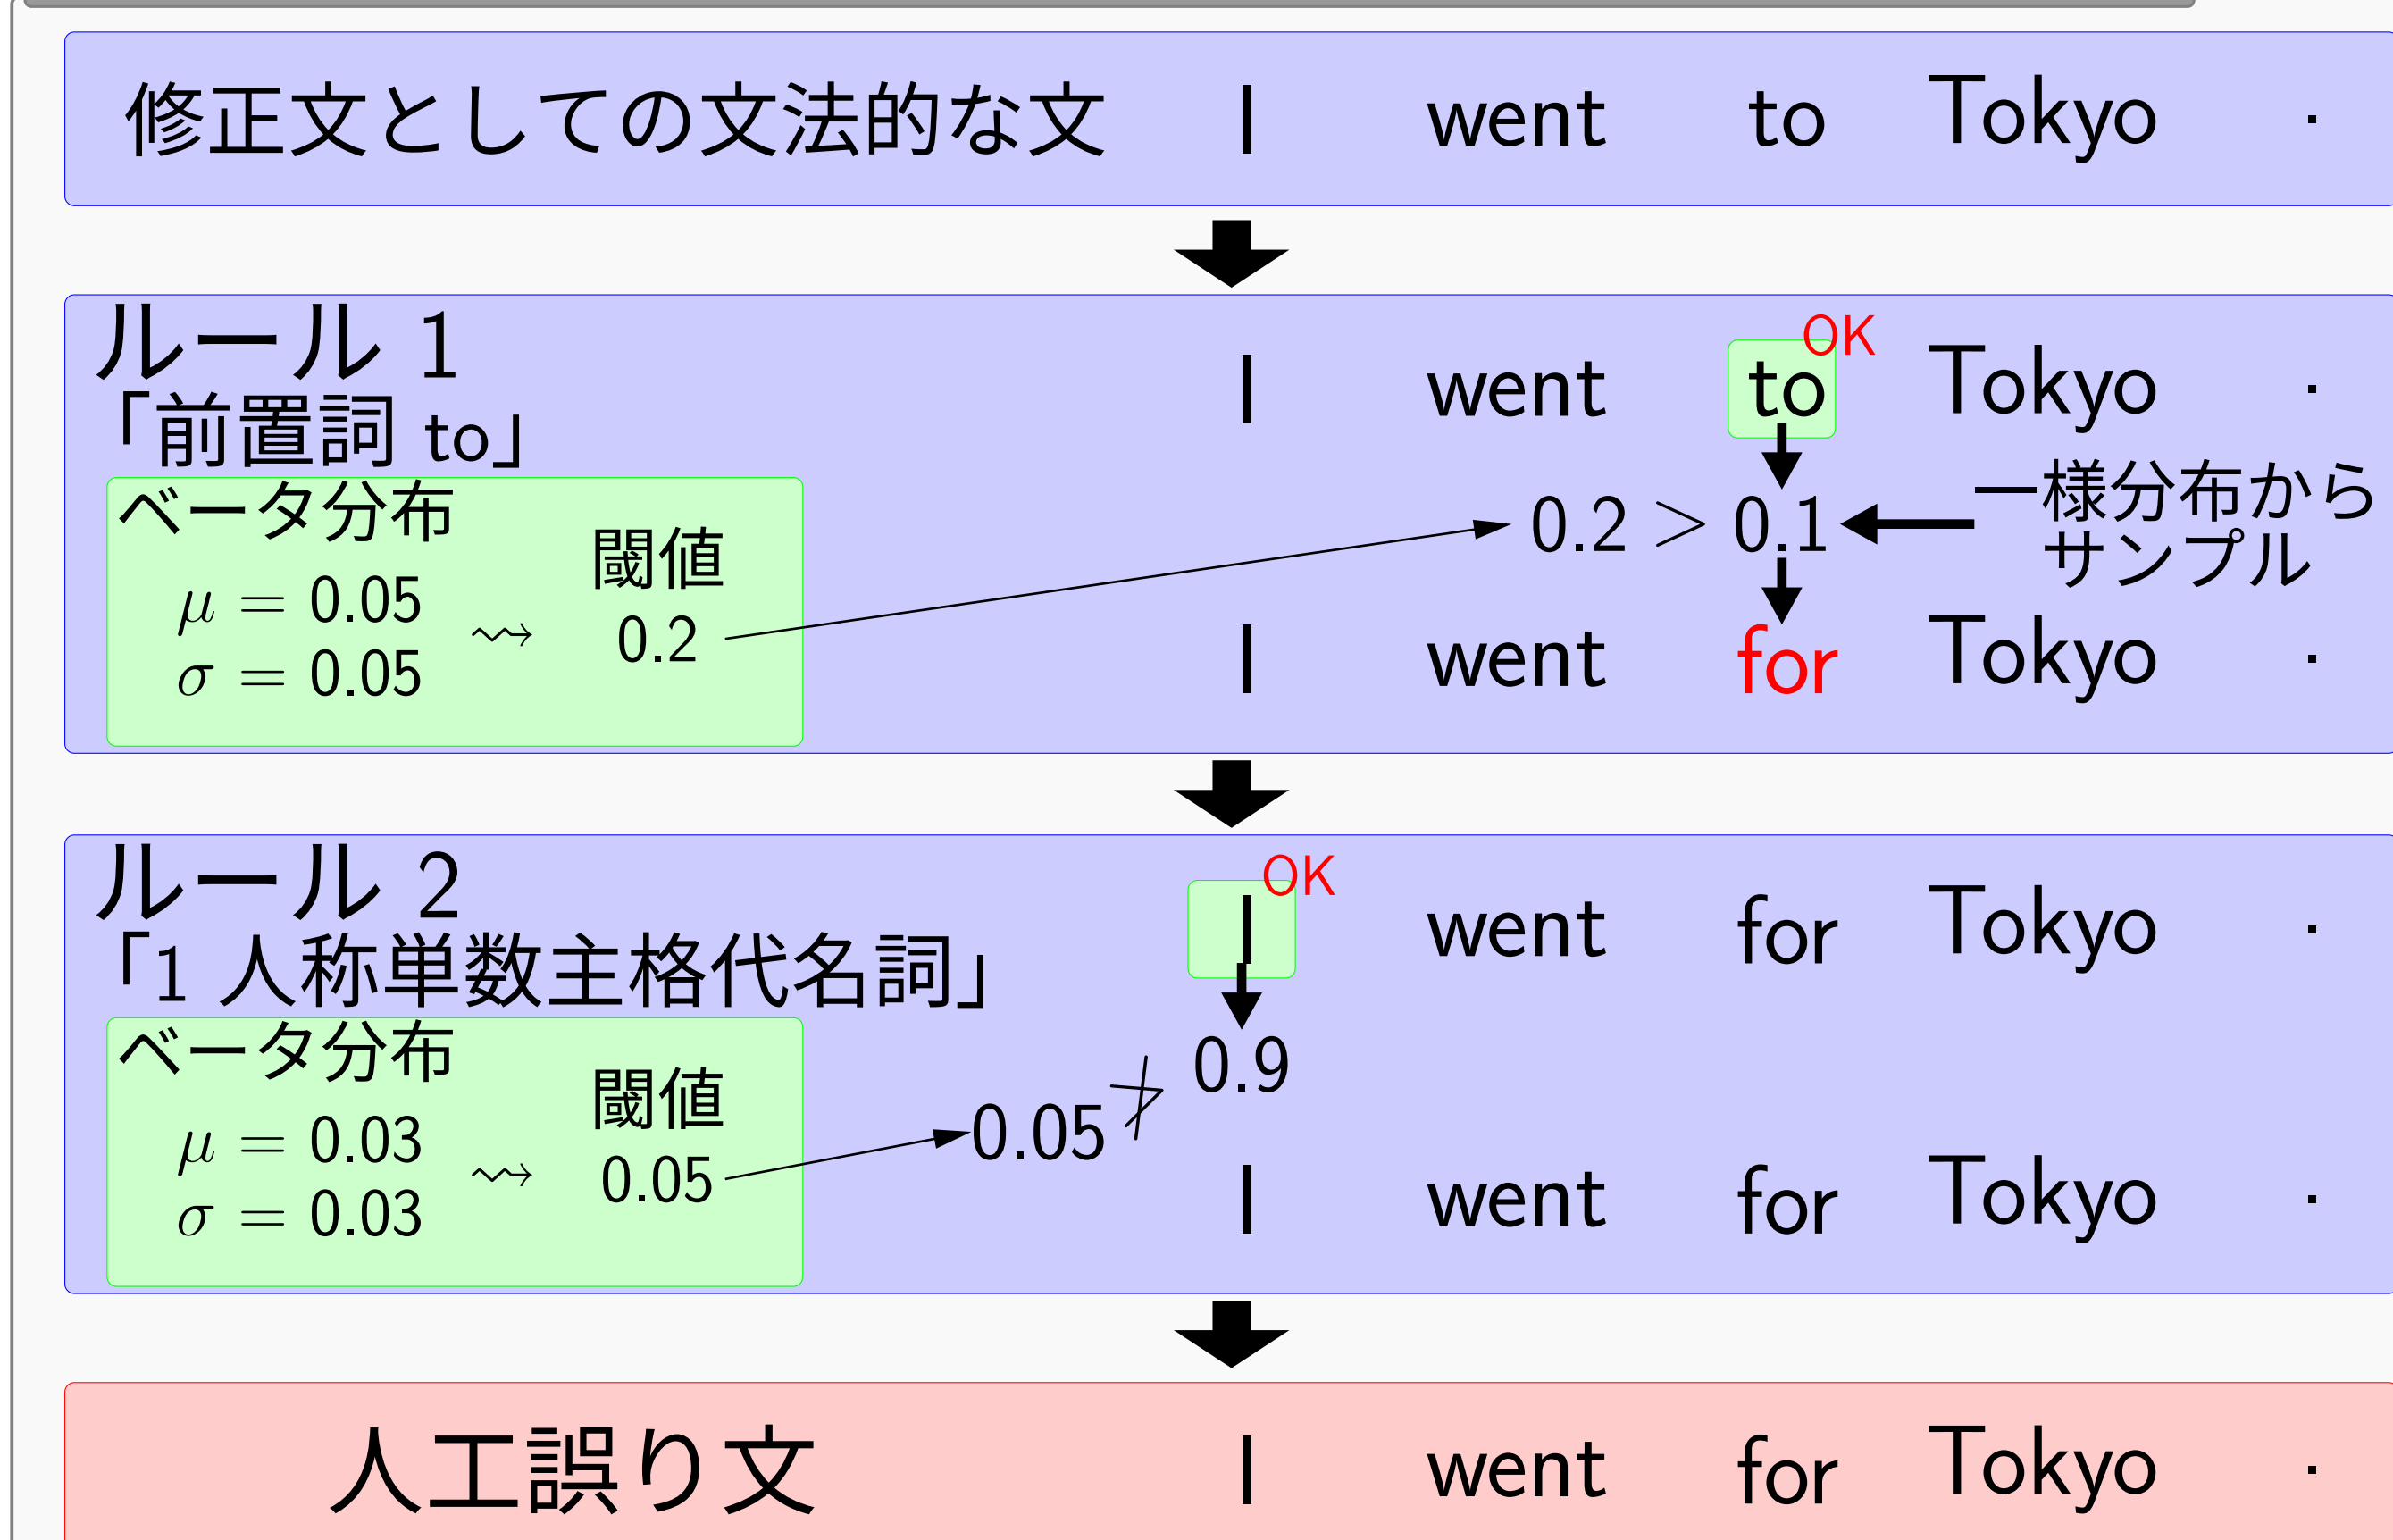 修正文としての文法的な文 I went to Tokyo .
ルール 1
「前置詞 to」
I went to Tokyo .
OK
ベータ分布
μ = 0.05
σ = 0.05
⇝
閾値
0.2
0.2 > 0.1
一様分布から
サンプル
I went for Tokyo .
ルール 2
「1 人称単数主格代名詞」
I went for Tokyo .
OK
ベータ分布
μ = 0.03
σ = 0.03
⇝
閾値
0.05
0.05 ≯ 0.9
I went for Tokyo .
人工誤り文 I went for Tokyo .